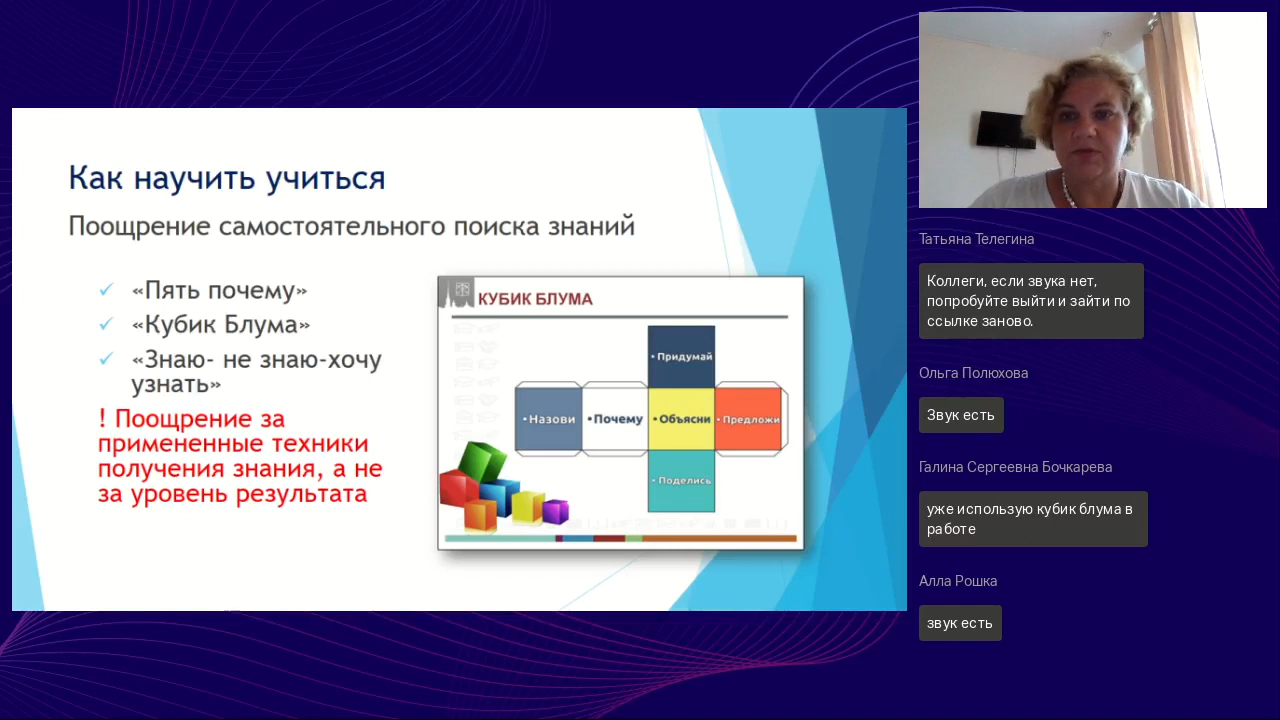 Как научить учиться
Поощрение самостоятельного поиска знаний
«Пять почему»
«Кубик Блума»
«Знаю- не знаю-хочу
узнать»
! Поощрение за
примененные техники
получения знания, а не
за уровень результата
КУБИК БЛУМА
• Придумай
• Назови
• Почему
• Объясни
• Предложи
• Поделись
Татьяна Телегина
Коллеги, если звука нет,
попробуйте выйти и зайти по
ссылке заново.
Ольга Полюхова
Звук есть
Галина Сергеевна Бочкарева
уже использую кубик блума в
работе
Алла Рошка
звук есть